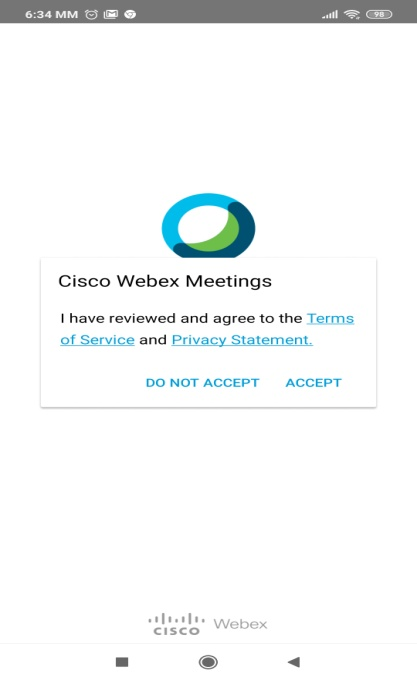 6:34 MM 98
Cisco Webex Meetings
I have reviewed and agree to the Terms
of Service and Privacy Statement.
DO NOT ACCEPT ACCEPT
CISCO Webex